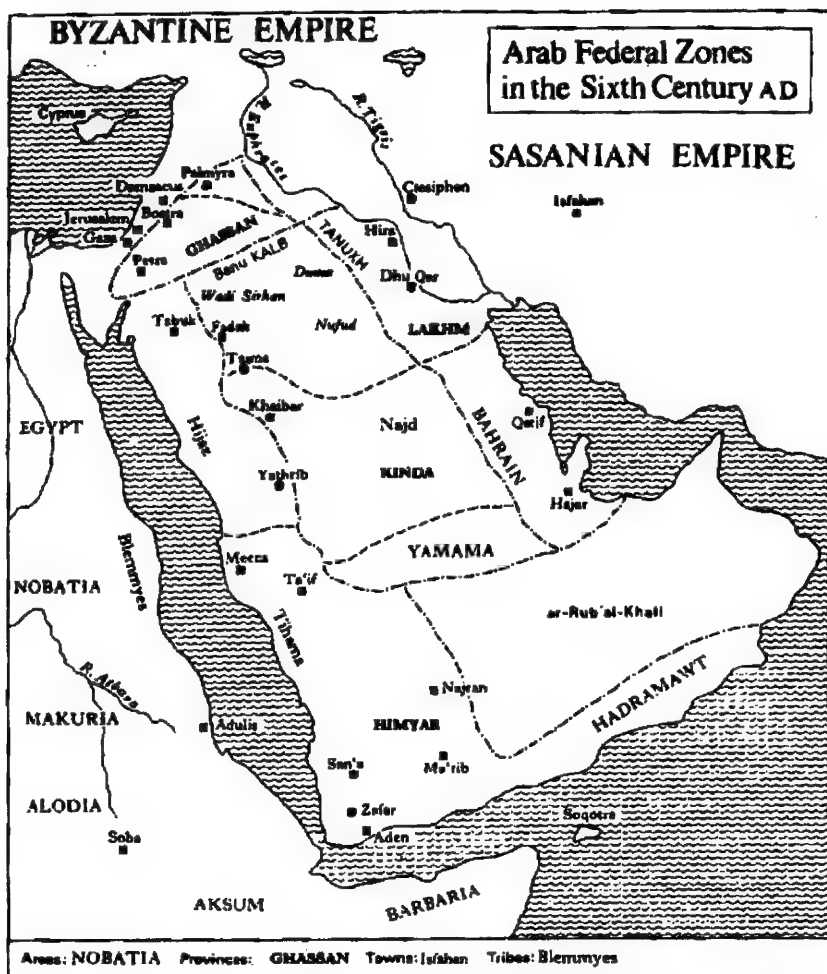 BYZANTINE EMPIRE
Arab Federal Zones
in the Sixth Century AD
Cyprus
R. Euphrates
R. Tigris
SASANIAN EMPIRE
Palmyra
Damascus
Ctesiphon
Isfahan
Bostra
Jerusalem
Gaza
GHASSAN
TANUKH
Hira
Petra
Banu KALB
Dumat
Dhu Qar
Wadi Sirhan
Tabuk
Fadak
Nufud
LAKHM
Tayma
Khaibar
Najd
Qatif
EGYPT
Hijaz
BAHRAIN
KINDA
Yathrib
Hajar
Blemmyes
Mecca
YAMAMA
NOBATIA
Ta'if
ar-Rub'al-Khali
Tihama
R. Atbara
Najran
HADRAMAWT
MAKURIA
Adulis
HIMYAR
Ma'rib
San'a
ALODIA
Zafar
Soqotra
Soba
Aden
AKSUM
BARBARIA
Areas: NOBATIA Provinces: GHASSAN Towns: Isfahan Tribes: Blemmyes